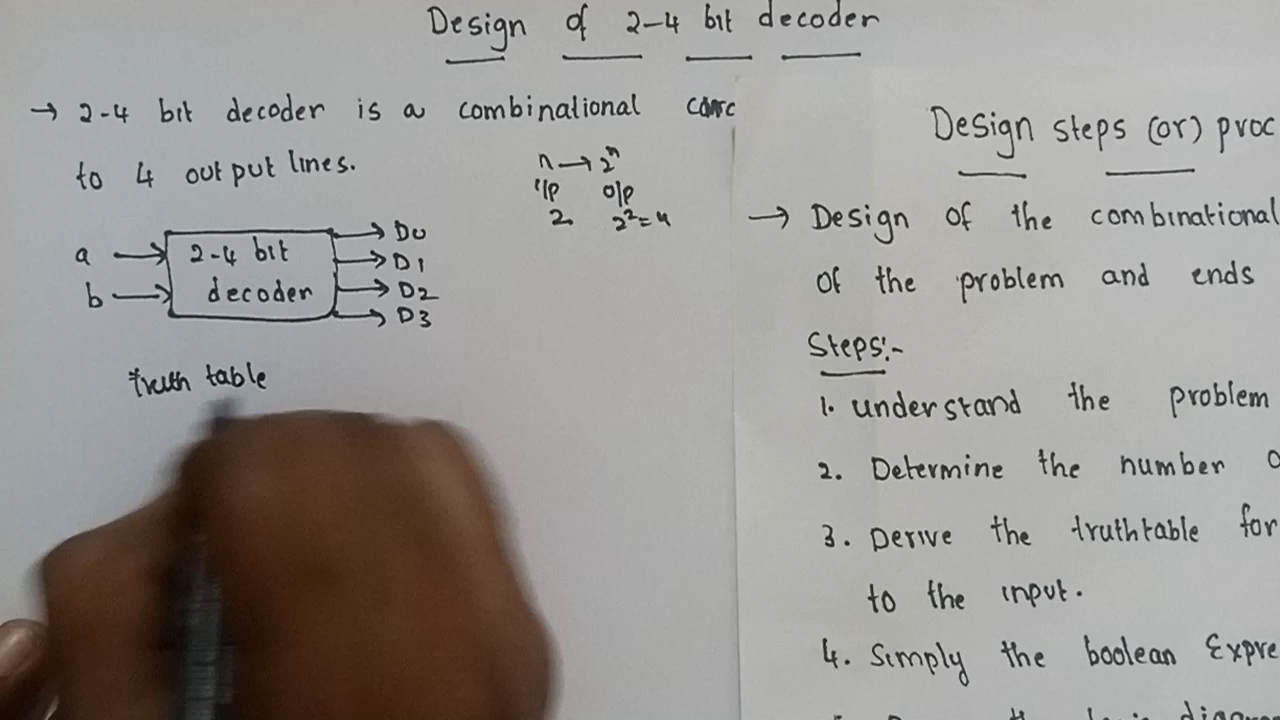 Design of 2-4 bit decoder
→ 2-4 bit decoder is a combinational
to 4 output lines.
n → 2ⁿ
i/p o/p
2 2²=4
a
b
2-4 bit
decoder
D0
D1
D2
D3
truth table
Design steps (or) proc
→ Design of the combinational
of the problem and ends
Steps:-
1. understand the problem
2. Determine the number
3. Derive the truthtable for
to the input.
4. Simply the boolean Expre